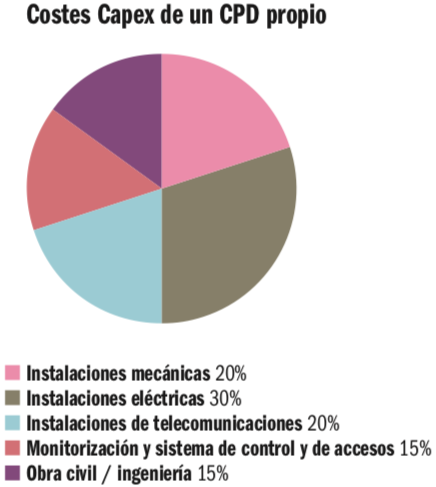 Costes Capex de un CPD propio
Instalaciones mecánicas 20%
Instalaciones eléctricas 30%
Instalaciones de telecomunicaciones 20%
Monitorización y sistema de control y de accesos 15%
Obra civil / ingeniería 15%